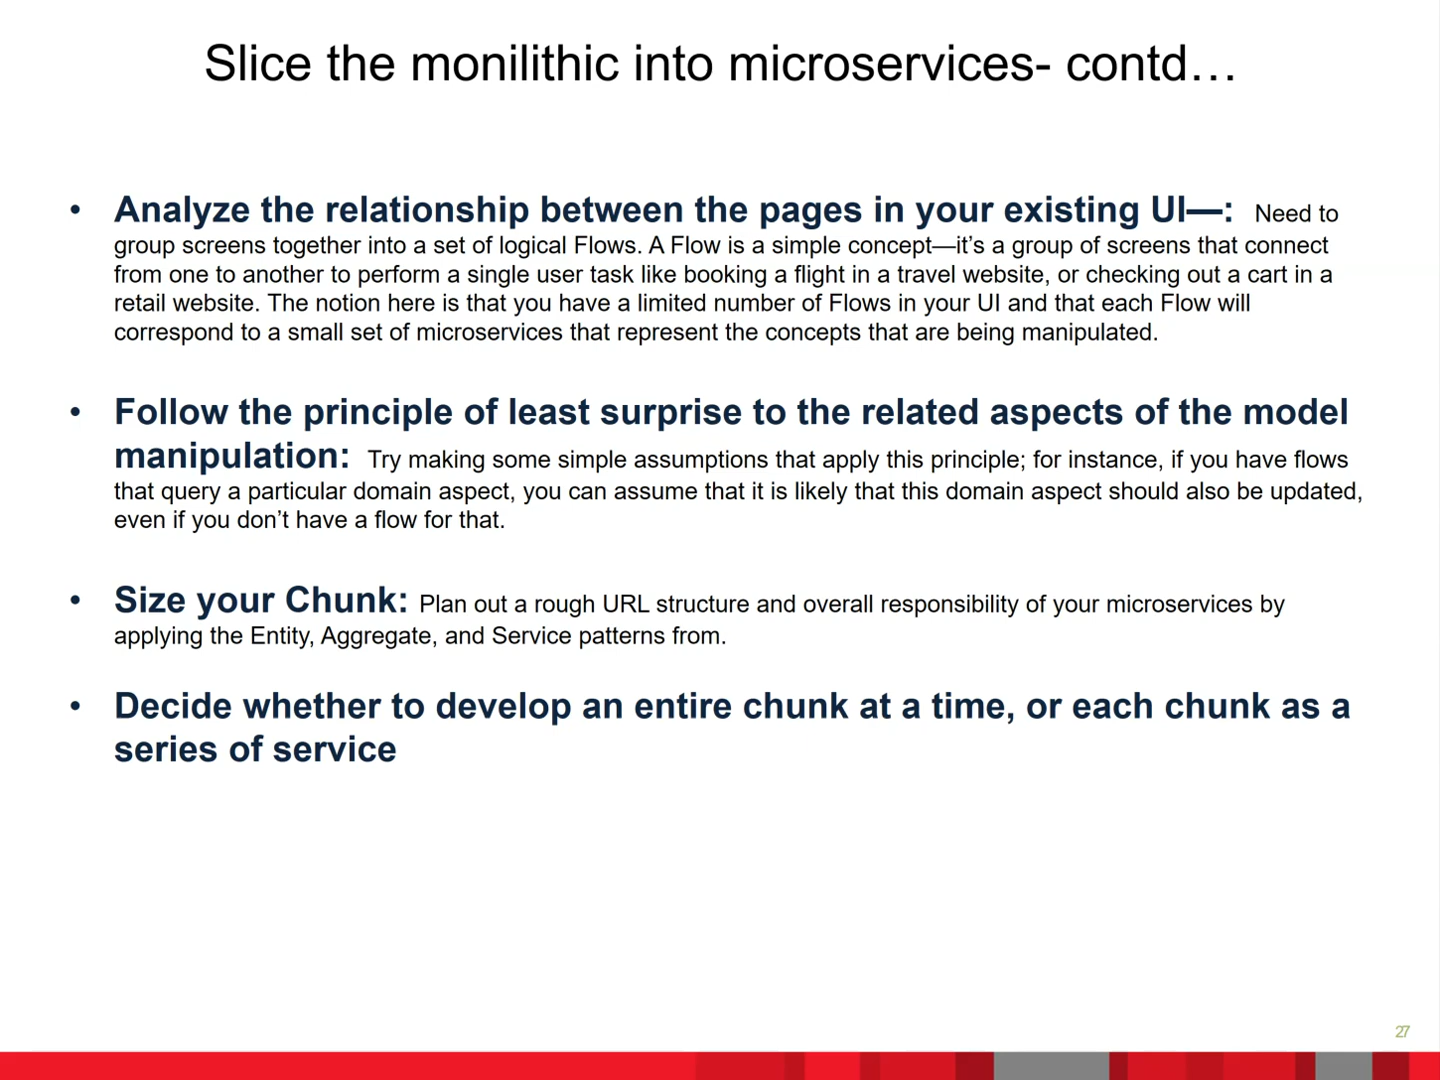 Slice the monilithic into microservices- contd…
• Analyze the relationship between the pages in your existing UI—: Need to
group screens together into a set of logical Flows. A Flow is a simple concept—it’s a group of screens that connect
from one to another to perform a single user task like booking a flight in a travel website, or checking out a cart in a
retail website. The notion here is that you have a limited number of Flows in your UI and that each Flow will
correspond to a small set of microservices that represent the concepts that are being manipulated.
• Follow the principle of least surprise to the related aspects of the model
manipulation: Try making some simple assumptions that apply this principle; for instance, if you have flows
that query a particular domain aspect, you can assume that it is likely that this domain aspect should also be updated,
even if you don’t have a flow for that.
• Size your Chunk: Plan out a rough URL structure and overall responsibility of your microservices by
applying the Entity, Aggregate, and Service patterns from.
• Decide whether to develop an entire chunk at a time, or each chunk as a
series of service
27